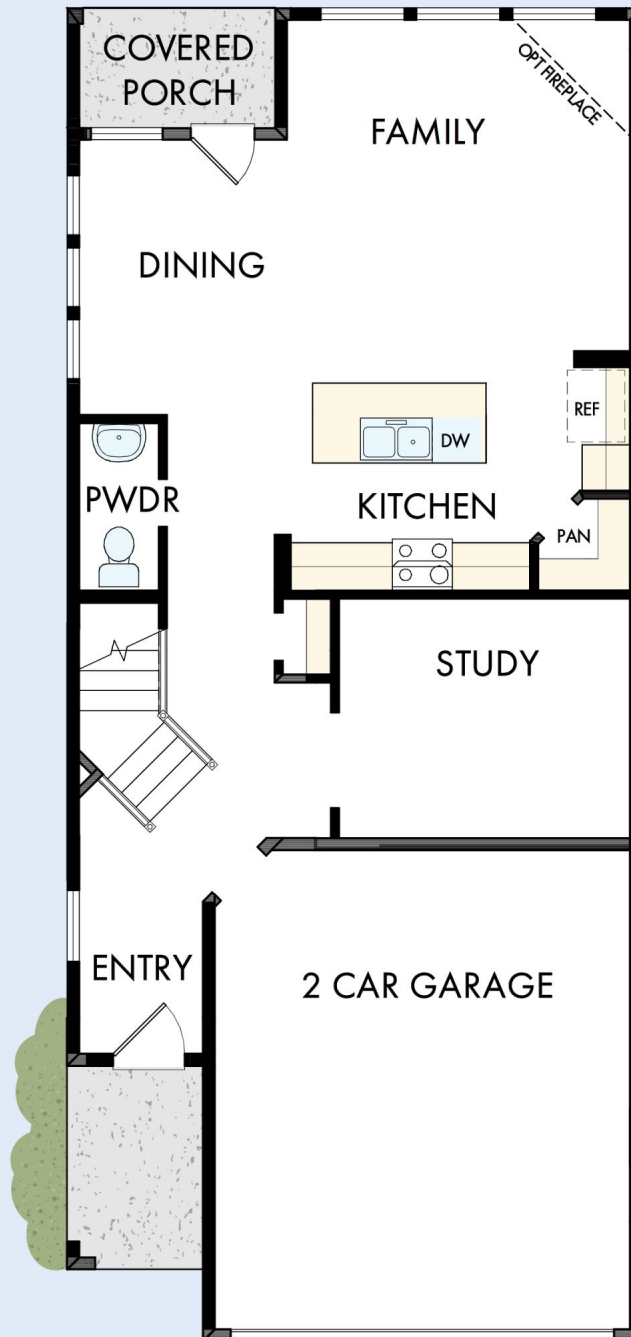 COVERED
PORCH
OPT FIREPLACE
FAMILY
DINING
REF
DW
PWDR
KITCHEN
PAN
STUDY
ENTRY
2 CAR GARAGE